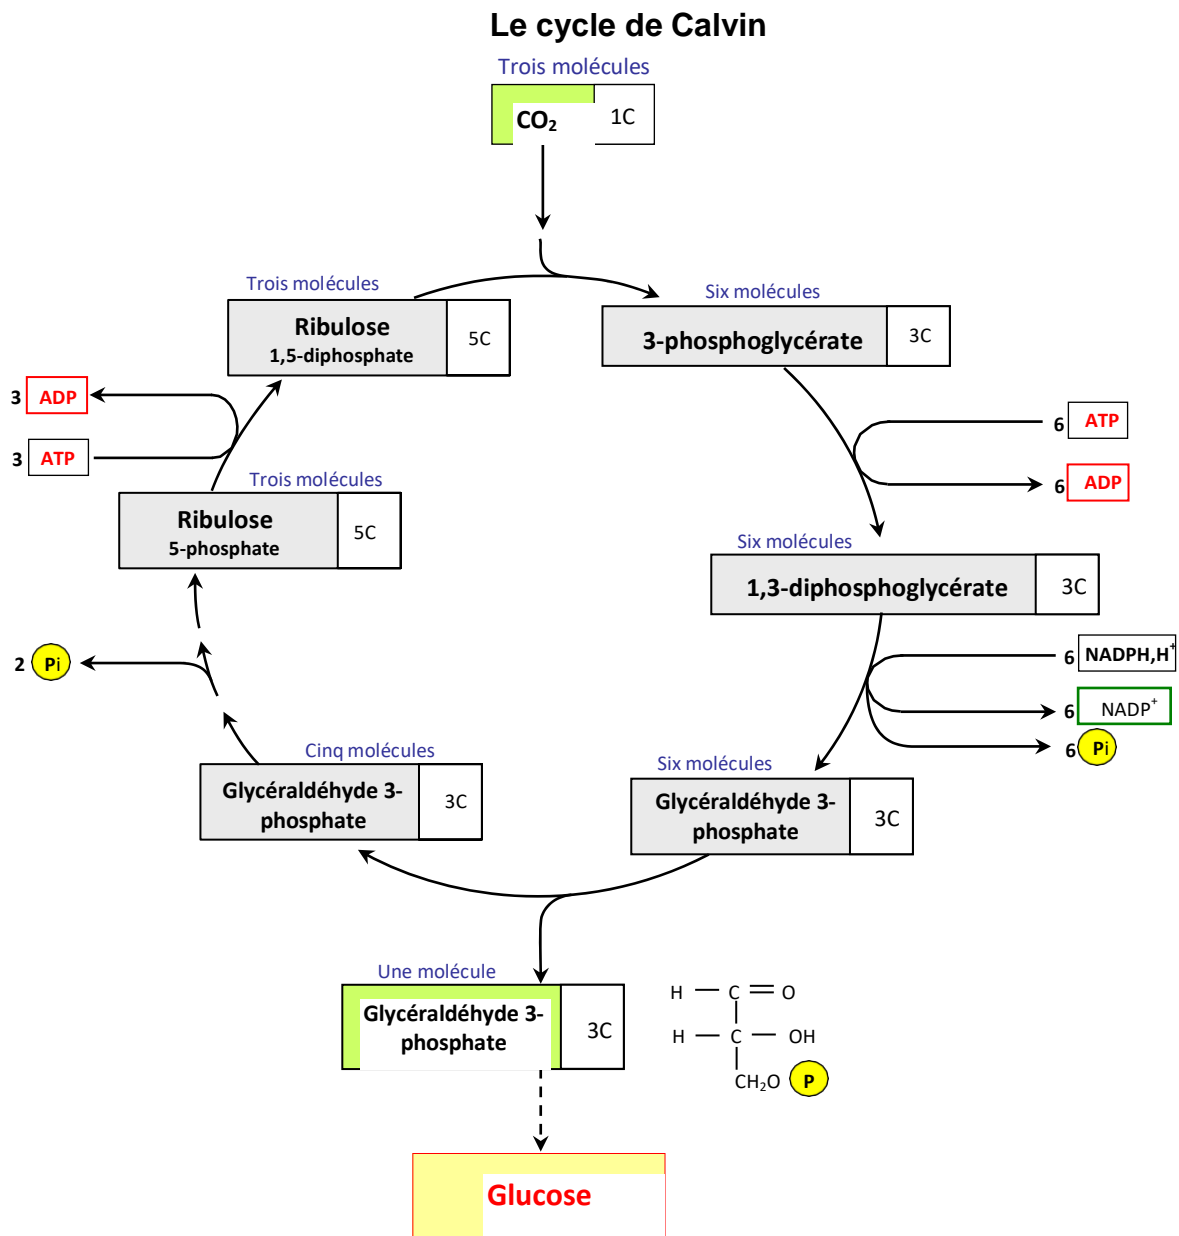 Le cycle de Calvin
Trois molécules
CO₂ 1C
Trois molécules
Ribulose
1,5-diphosphate
5C
Six molécules
3-phosphoglycérate
3C
3 ADP
3 ATP
6 ATP
6 ADP
Trois molécules
Ribulose
5-phosphate
5C
Six molécules
1,3-diphosphoglycérate
3C
2 Pi
6 NADPH,H⁺
6 NADP⁺
6 Pi
Cinq molécules
Glycéraldéhyde 3-
phosphate
3C
Six molécules
Glycéraldéhyde 3-
phosphate
3C
Une molécule
Glycéraldéhyde 3-
phosphate
3C
H — C = O
H — C — OH
CH₂O P
Glucose